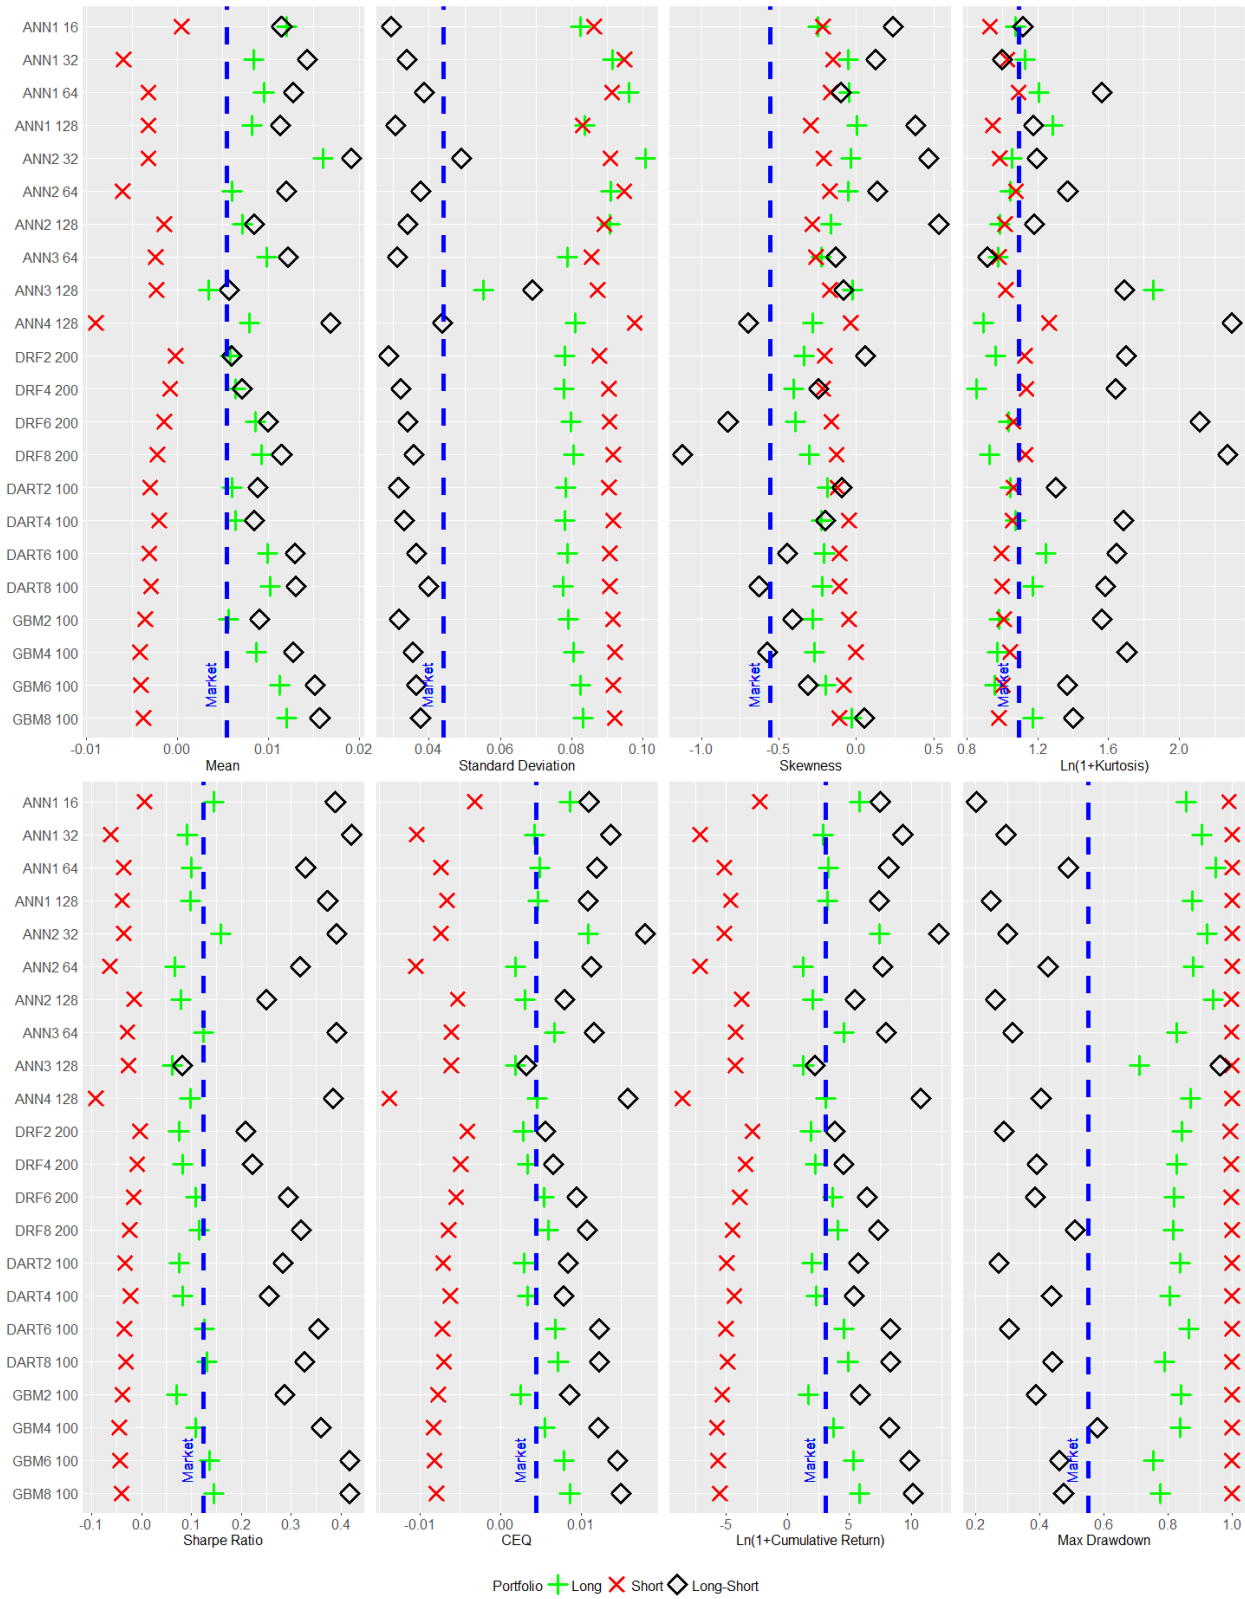 ANN1 16
ANN1 32
ANN1 64
ANN1 128
ANN2 32
ANN2 64
ANN2 128
ANN3 64
ANN3 128
ANN4 128
DRF2 200
DRF4 200
DRF6 200
DRF8 200
DART2 100
DART4 100
DART6 100
DART8 100
GBM2 100
GBM4 100
GBM6 100
GBM8 100
Market
Market
Market
Market
-0.01 0.00 0.01 0.02
0.04 0.06 0.08 0.10
-1.0 -0.5 0.0 0.5
0.8 1.2 1.6 2.0
Mean
Standard Deviation
Skewness
Ln(1+Kurtosis)
ANN1 16
ANN1 32
ANN1 64
ANN1 128
ANN2 32
ANN2 64
ANN2 128
ANN3 64
ANN3 128
ANN4 128
DRF2 200
DRF4 200
DRF6 200
DRF8 200
DART2 100
DART4 100
DART6 100
DART8 100
GBM2 100
GBM4 100
GBM6 100
GBM8 100
Market
Market
Market
Market
-0.1 0.0 0.1 0.2 0.3 0.4
-0.01 0.00 0.01
-5 0 5 10
0.2 0.4 0.6 0.8 1.0
Sharpe Ratio
CEQ
Ln(1+Cumulative Return)
Max Drawdown
Portfolio Long Short Long-Short